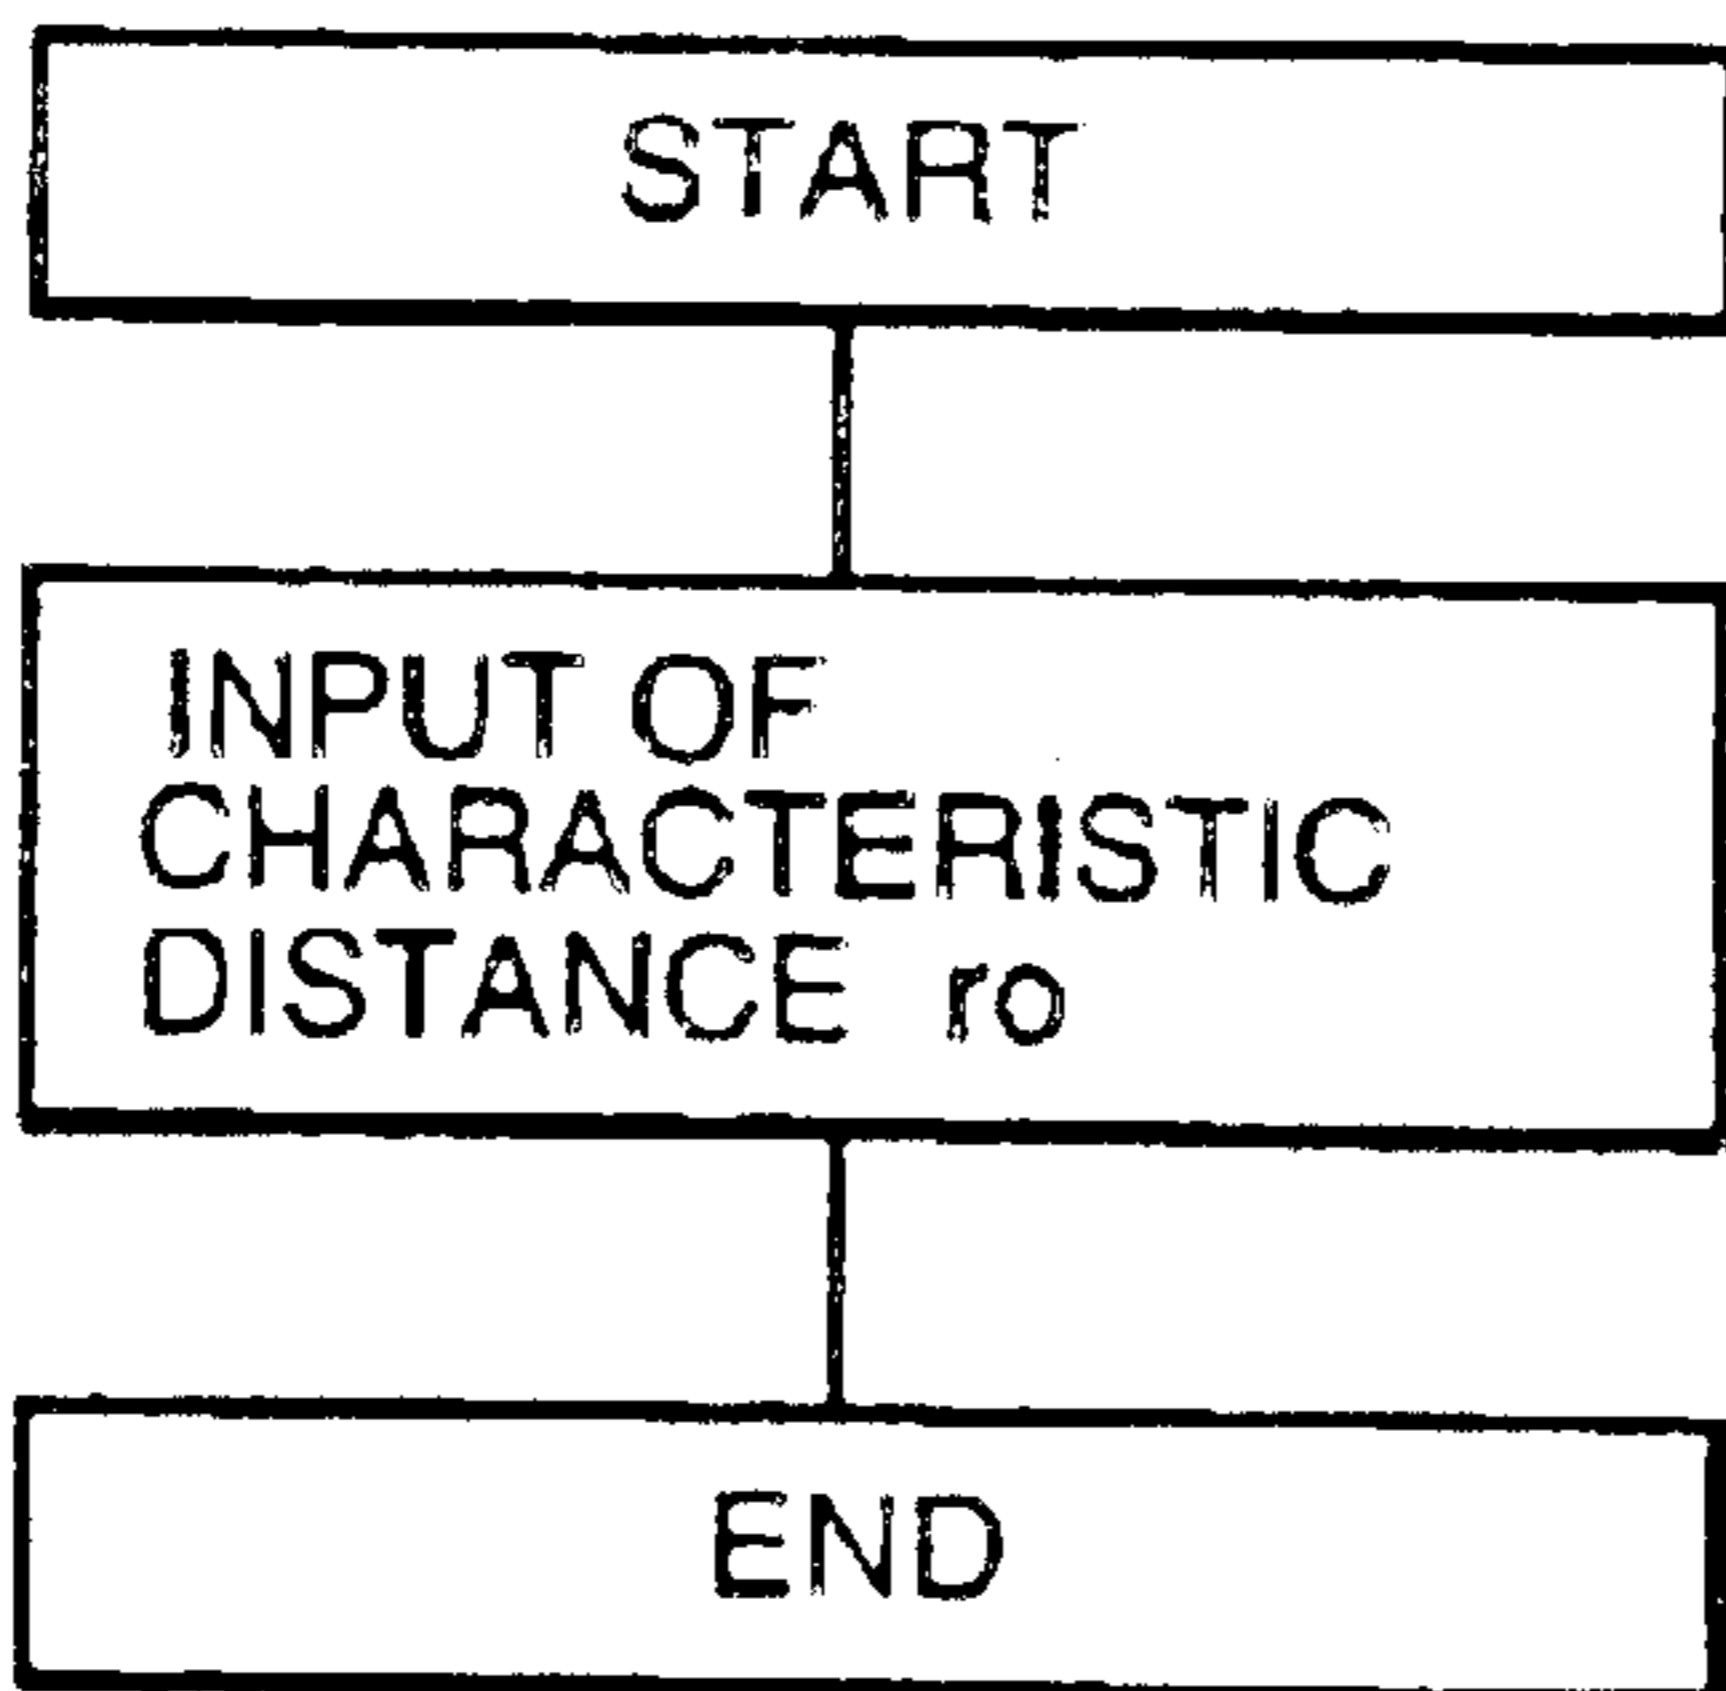 START
INPUT OF
CHARACTERISTIC
DISTANCE ro
END